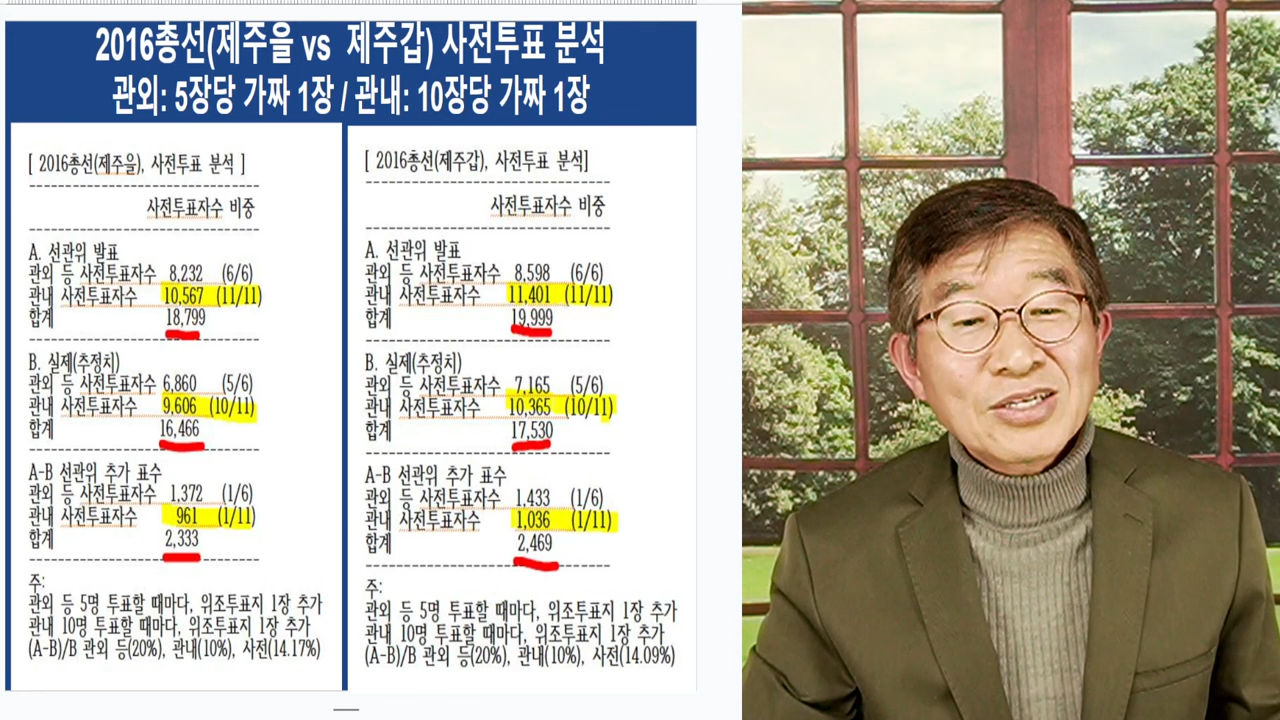 2016총선(제주을 vs 제주갑) 사전투표 분석
관외: 5장당 가짜 1장 / 관내: 10장당 가짜 1장
[ 2016총선(제주을), 사전투표 분석 ]
사전투표자수 비중
A. 선관위 발표
관외 등 사전투표자수 8,232 (6/6)
관내 사전투표자수 10,567 (11/11)
합계 18,799
B. 실제(추정치)
관외 등 사전투표자수 6,860 (5/6)
관내 사전투표자수 9,606 (10/11)
합계 16,466
A-B 선관위 추가 표수
관외 등 사전투표자수 1,372 (1/6)
관내 사전투표자수 961 (1/11)
합계 2,333
주:
관외 등 5명 투표할 때마다, 위조투표지 1장 추가
관내 10명 투표할 때마다, 위조투표지 1장 추가
(A-B)/B 관외 등(20%), 관내(10%), 사전(14.17%)
[ 2016총선(제주갑), 사전투표 분석]
사전투표자수 비중
A. 선관위 발표
관외 등 사전투표자수 8,598 (6/6)
관내 사전투표자수 11,401 (11/11)
합계 19,999
B. 실제(추정치)
관외 등 사전투표자수 7,165 (5/6)
관내 사전투표자수 10,365 (10/11)
합계 17,530
A-B 선관위 추가 표수
관외 등 사전투표자수 1,433 (1/6)
관내 사전투표자수 1,036 (1/11)
합계 2,469
주:
관외 등 5명 투표할 때마다, 위조투표지 1장 추가
관내 10명 투표할 때마다, 위조투표지 1장 추가
(A-B)/B 관외 등(20%), 관내(10%), 사전(14.09%)